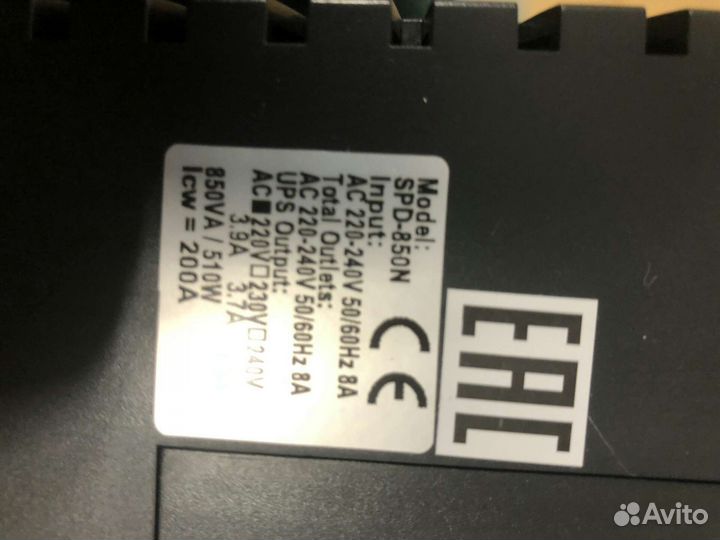 Model:
SPD-850N
Input:
AC 220-240V 50/60Hz 8A
Total Outlets:
AC 220-240V 50/60Hz 8A
UPS Output:
AC■220V□230V□240V
3.9A 3.7A
850VA / 510W
Icw = 200A
CE
EAC
Avito